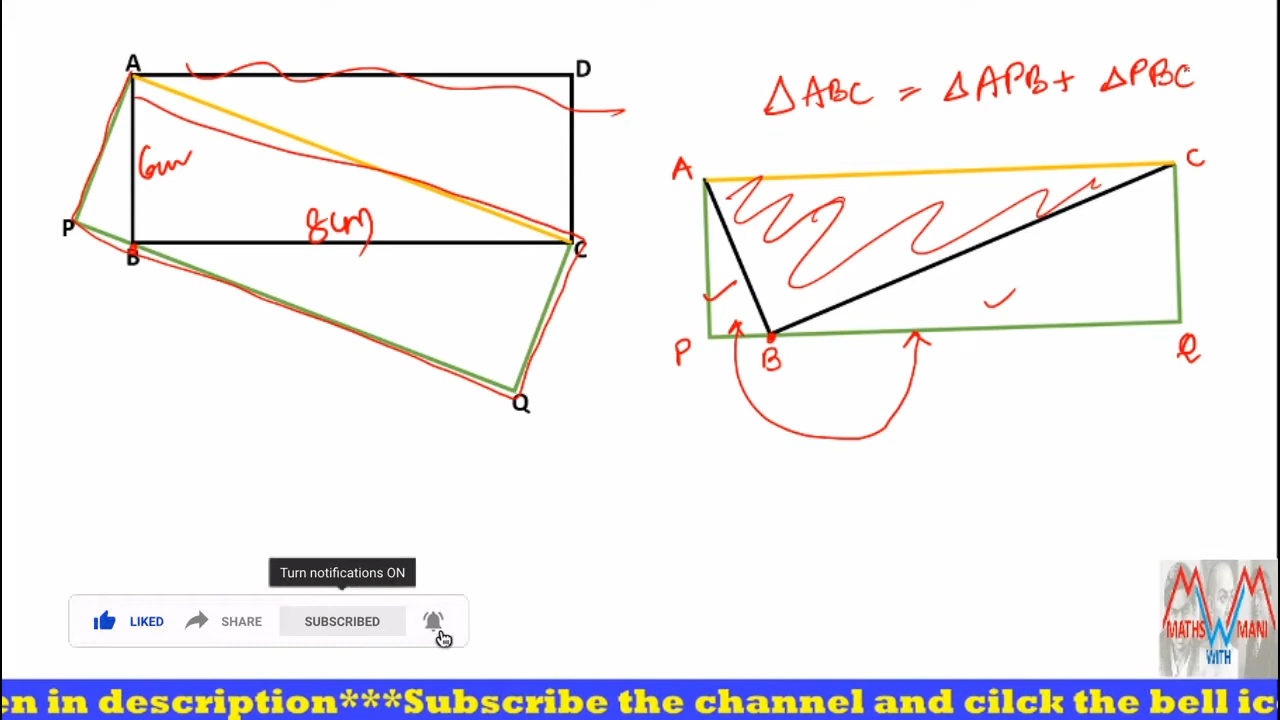 A
D
6cm
8cm
P
B
C
Q
ΔABC = ΔAPB + ΔPBC
A
C
P
B
Q
Turn notifications ON
LIKED
SHARE
SUBSCRIBED
MATHS
WITH
MANI
en in description***Subscribe the channel and cilck the bell ic